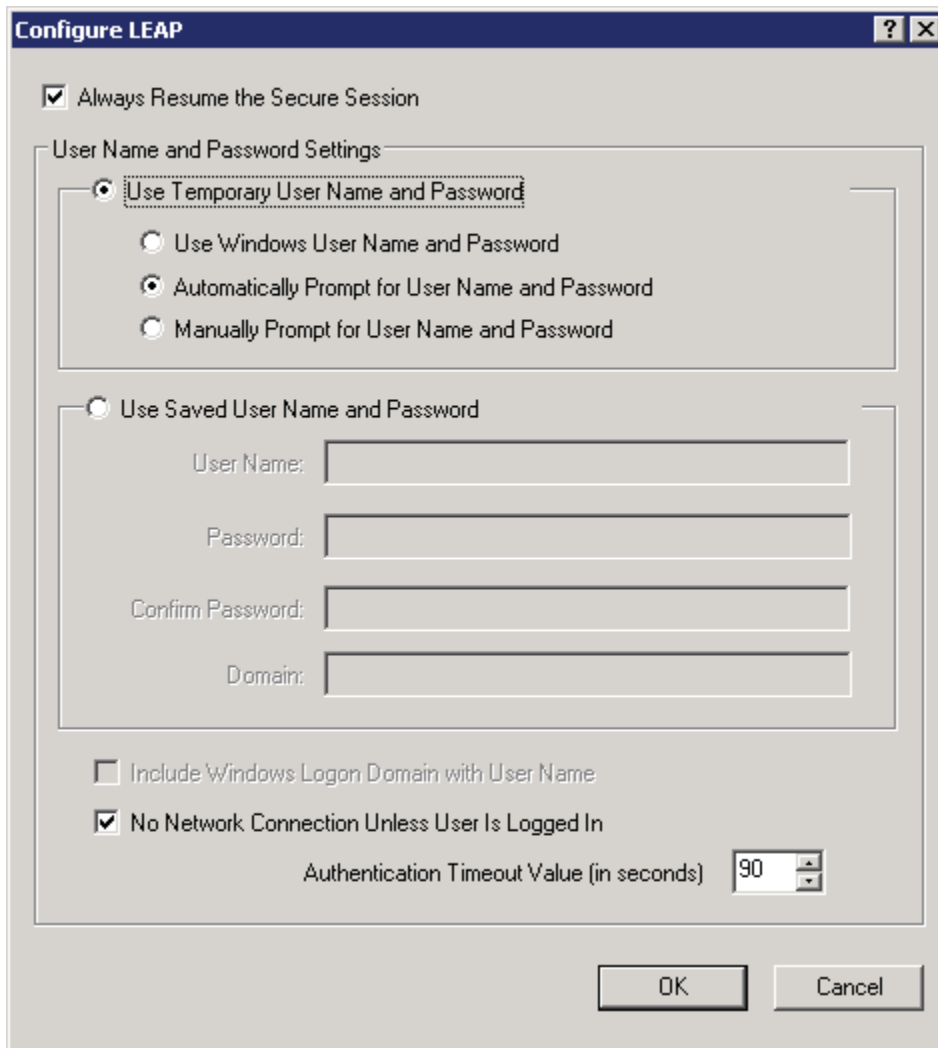 Configure LEAP
Always Resume the Secure Session
User Name and Password Settings
Use Temporary User Name and Password
Use Windows User Name and Password
Automatically Prompt for User Name and Password
Manually Prompt for User Name and Password
Use Saved User Name and Password
User Name:
Password:
Confirm Password:
Domain:
Include Windows Logon Domain with User Name
No Network Connection Unless User Is Logged In
Authentication Timeout Value (in seconds) 90
OK Cancel